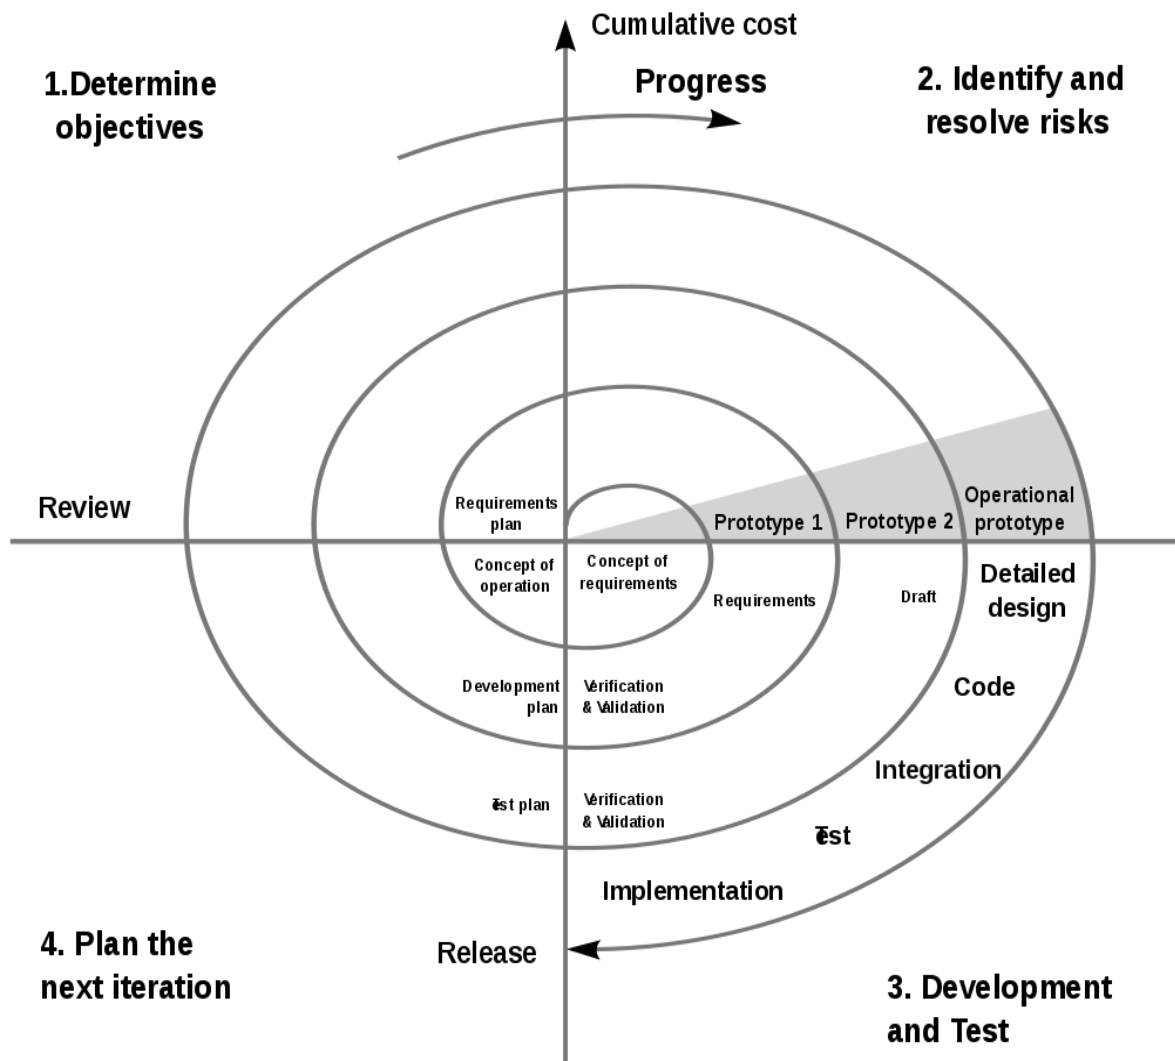 Cumulative cost
1.Determine
objectives
Progress
2. Identify and
resolve risks
Review
Requirements
plan
Prototype 1
Prototype 2
Operational
prototype
Concept of
operation
Concept of
requirements
Requirements
Draft
Detailed
design
Development
plan
Verification
& Validation
Code
Integration
Test plan
Verification
& Validation
Test
Implementation
Release
4. Plan the
next iteration
3. Development
and Test